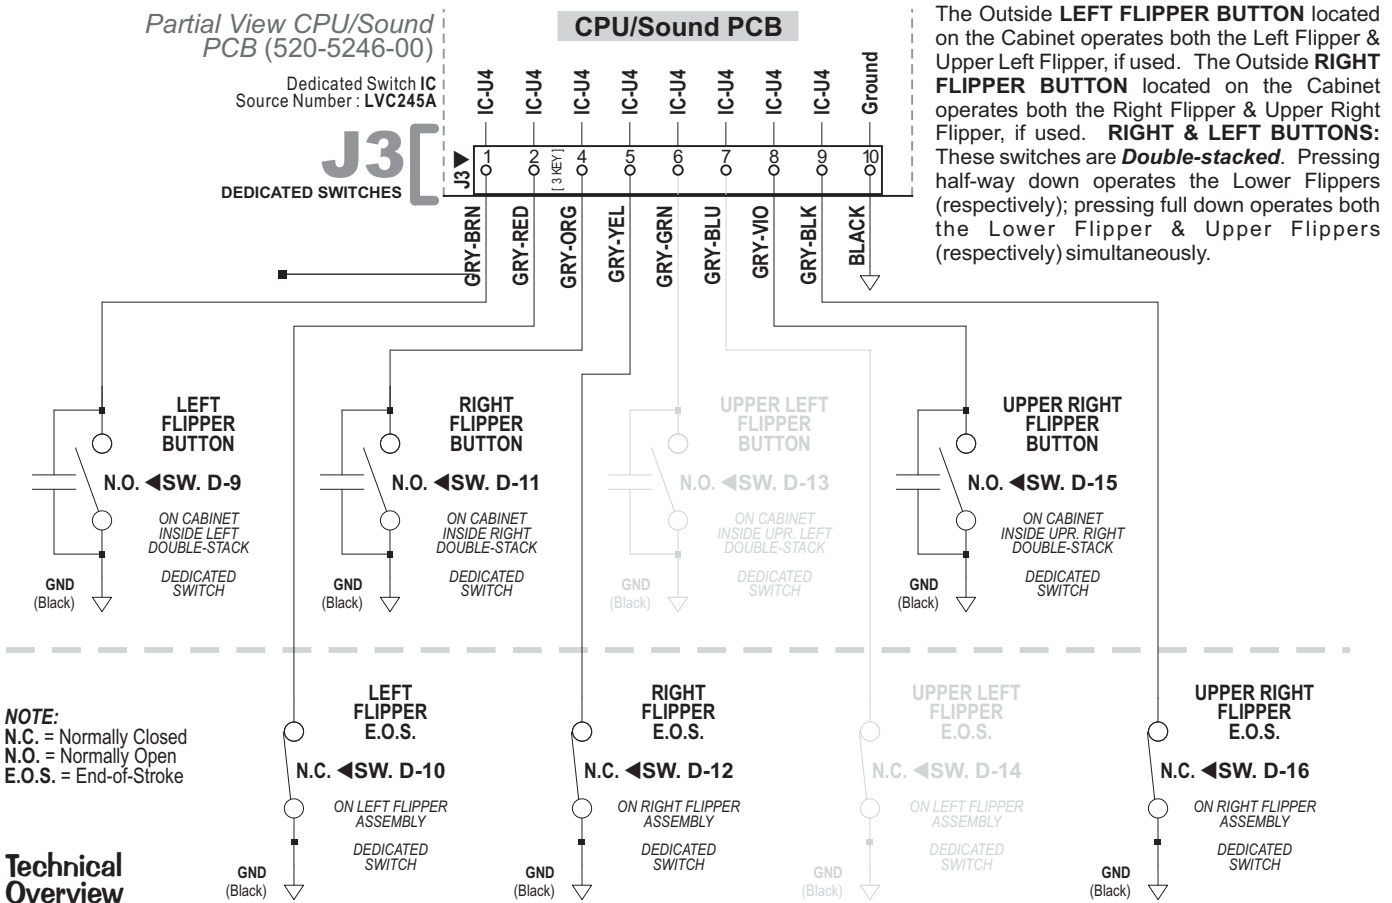 Partial View CPU/Sound
PCB (520-5246-00)
CPU/Sound PCB
Dedicated Switch IC
Source Number : LVC245A
J3
DEDICATED SWITCHES
IC-U4
IC-U4
IC-U4
IC-U4
IC-U4
IC-U4
IC-U4
IC-U4
Ground
J3
1
2
[ 3 KEY ]
4
5
6
7
8
9
10
GRY-BRN
GRY-RED
GRY-ORG
GRY-YEL
GRY-GRN
GRY-BLU
GRY-VIO
GRY-BLK
BLACK
The Outside LEFT FLIPPER BUTTON located
on the Cabinet operates both the Left Flipper &
Upper Left Flipper, if used. The Outside RIGHT
FLIPPER BUTTON located on the Cabinet
operates both the Right Flipper & Upper Right
Flipper, if used. RIGHT & LEFT BUTTONS:
These switches are Double-stacked. Pressing
half-way down operates the Lower Flippers
(respectively); pressing full down operates both
the Lower Flipper & Upper Flippers
(respectively) simultaneously.
LEFT
FLIPPER
BUTTON
N.O. ◄SW. D-9
ON CABINET
INSIDE LEFT
DOUBLE-STACK
DEDICATED
SWITCH
GND
(Black)
RIGHT
FLIPPER
BUTTON
N.O. ◄SW. D-11
ON CABINET
INSIDE RIGHT
DOUBLE-STACK
DEDICATED
SWITCH
GND
(Black)
UPPER LEFT
FLIPPER
BUTTON
N.O. ◄SW. D-13
ON CABINET
INSIDE UPR. LEFT
DOUBLE-STACK
DEDICATED
SWITCH
GND
(Black)
UPPER RIGHT
FLIPPER
BUTTON
N.O. ◄SW. D-15
ON CABINET
INSIDE UPR. RIGHT
DOUBLE-STACK
DEDICATED
SWITCH
GND
(Black)
NOTE:
N.C. = Normally Closed
N.O. = Normally Open
E.O.S. = End-of-Stroke
LEFT
FLIPPER
E.O.S.
N.C. ◄SW. D-10
ON LEFT FLIPPER
ASSEMBLY
DEDICATED
SWITCH
GND
(Black)
RIGHT
FLIPPER
E.O.S.
N.C. ◄SW. D-12
ON RIGHT FLIPPER
ASSEMBLY
DEDICATED
SWITCH
GND
(Black)
UPPER LEFT
FLIPPER
E.O.S.
N.C. ◄SW. D-14
ON LEFT FLIPPER
ASSEMBLY
DEDICATED
SWITCH
GND
(Black)
UPPER RIGHT
FLIPPER
E.O.S.
N.C. ◄SW. D-16
ON RIGHT FLIPPER
ASSEMBLY
DEDICATED
SWITCH
GND
(Black)
Technical
Overview